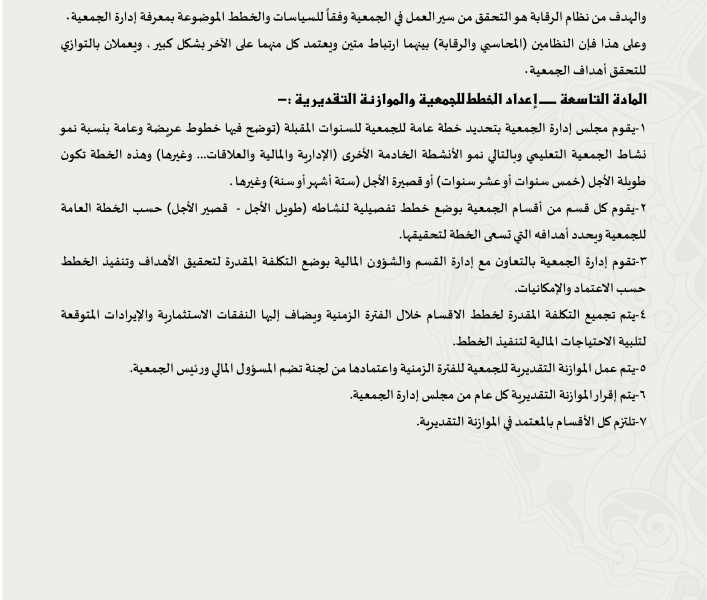 والهدف من نظام الرقابة هو التحقق من سير العمل في الجمعية وفقاً للسياسات والخطط الموضوعة بمعرفة إدارة الجمعية.
وعلى هذا فإن النظامين (المحاسبي والرقابة) بينهما ارتباط متين ويعتمد كل منهما على الآخر بشكل كبير ، ويعملان بالتوازي
للتحقق أهداف الجمعية.
المادة التاسعة ــ إعداد الخطط للجمعية والموازنة التقديرية :–
١-يقوم مجلس إدارة الجمعية بتحديد خطة عامة للجمعية للسنوات المقبلة (توضح فيها خطوط عريضة وعامة بنسبة نمو
نشاط الجمعية التعليمي وبالتالي نمو الأنشطة الخادمة الأخرى (الإدارية والمالية والعلاقات... وغيرها) وهذه الخطة تكون
طويلة الأجل (خمس سنوات أو عشر سنوات) أو قصيرة الأجل (ستة أشهر أو سنة) وغيرها .
٢-يقوم كل قسم من أقسام الجمعية بوضع خطط تفصيلية لنشاطه (طويل الأجل - قصير الأجل) حسب الخطة العامة
للجمعية ويحدد أهدافه التي تسعى الخطة لتحقيقها.
٣-تقوم إدارة الجمعية بالتعاون مع إدارة القسم والشؤون المالية بوضع التكلفة المقدرة لتحقيق الأهداف وتنفيذ الخطط
حسب الاعتماد والإمكانيات.
٤-يتم تجميع التكلفة المقدرة لخطط الاقسام خلال الفترة الزمنية ويضاف إليها النفقات الاستثمارية والإيرادات المتوقعة
لتلبية الاحتياجات المالية لتنفيذ الخطط.
٥-يتم عمل الموازنة التقديرية للجمعية للفترة الزمنية واعتمادها من لجنة تضم المسؤول المالي ورئيس الجمعية.
٦-يتم إقرار الموازنة التقديرية كل عام من مجلس إدارة الجمعية.
٧-تلتزم كل الأقسام بالمعتمد في الموازنة التقديرية.